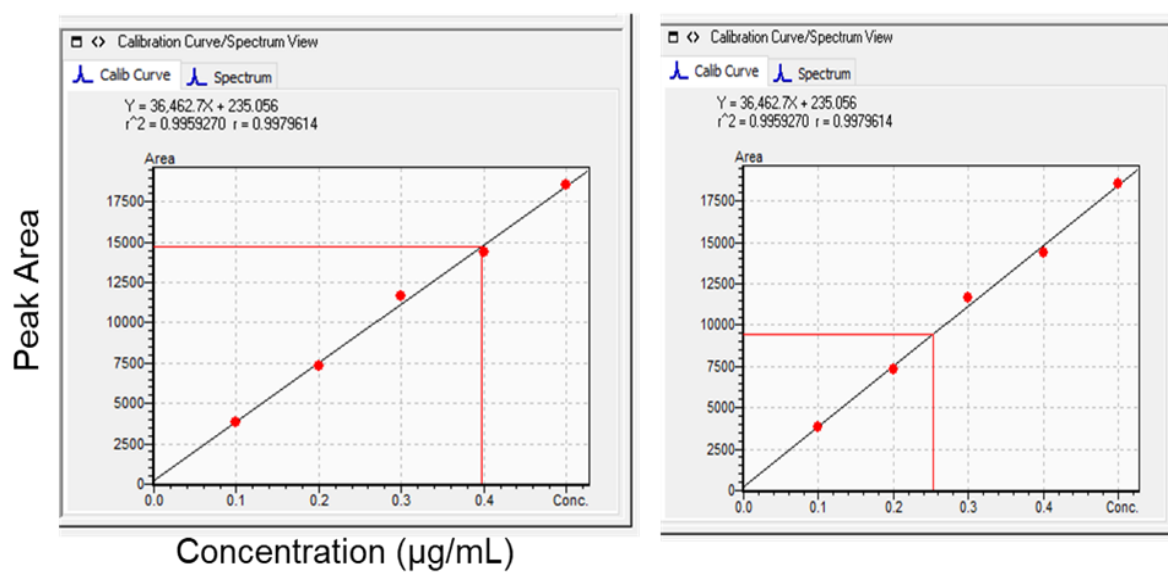 Calibration Curve/Spectrum View
Calib Curve
Spectrum
Y = 36,462.7X + 235.056
r^2 = 0.9959270 r = 0.9979614
Area
17500
15000
12500
10000
7500
5000
2500
0
0.0 0.1 0.2 0.3 0.4 Conc.
Peak Area
Concentration (µg/mL)
Calibration Curve/Spectrum View
Calib Curve
Spectrum
Y = 36,462.7X + 235.056
r^2 = 0.9959270 r = 0.9979614
Area
17500
15000
12500
10000
7500
5000
2500
0
0.0 0.1 0.2 0.3 0.4 Conc.